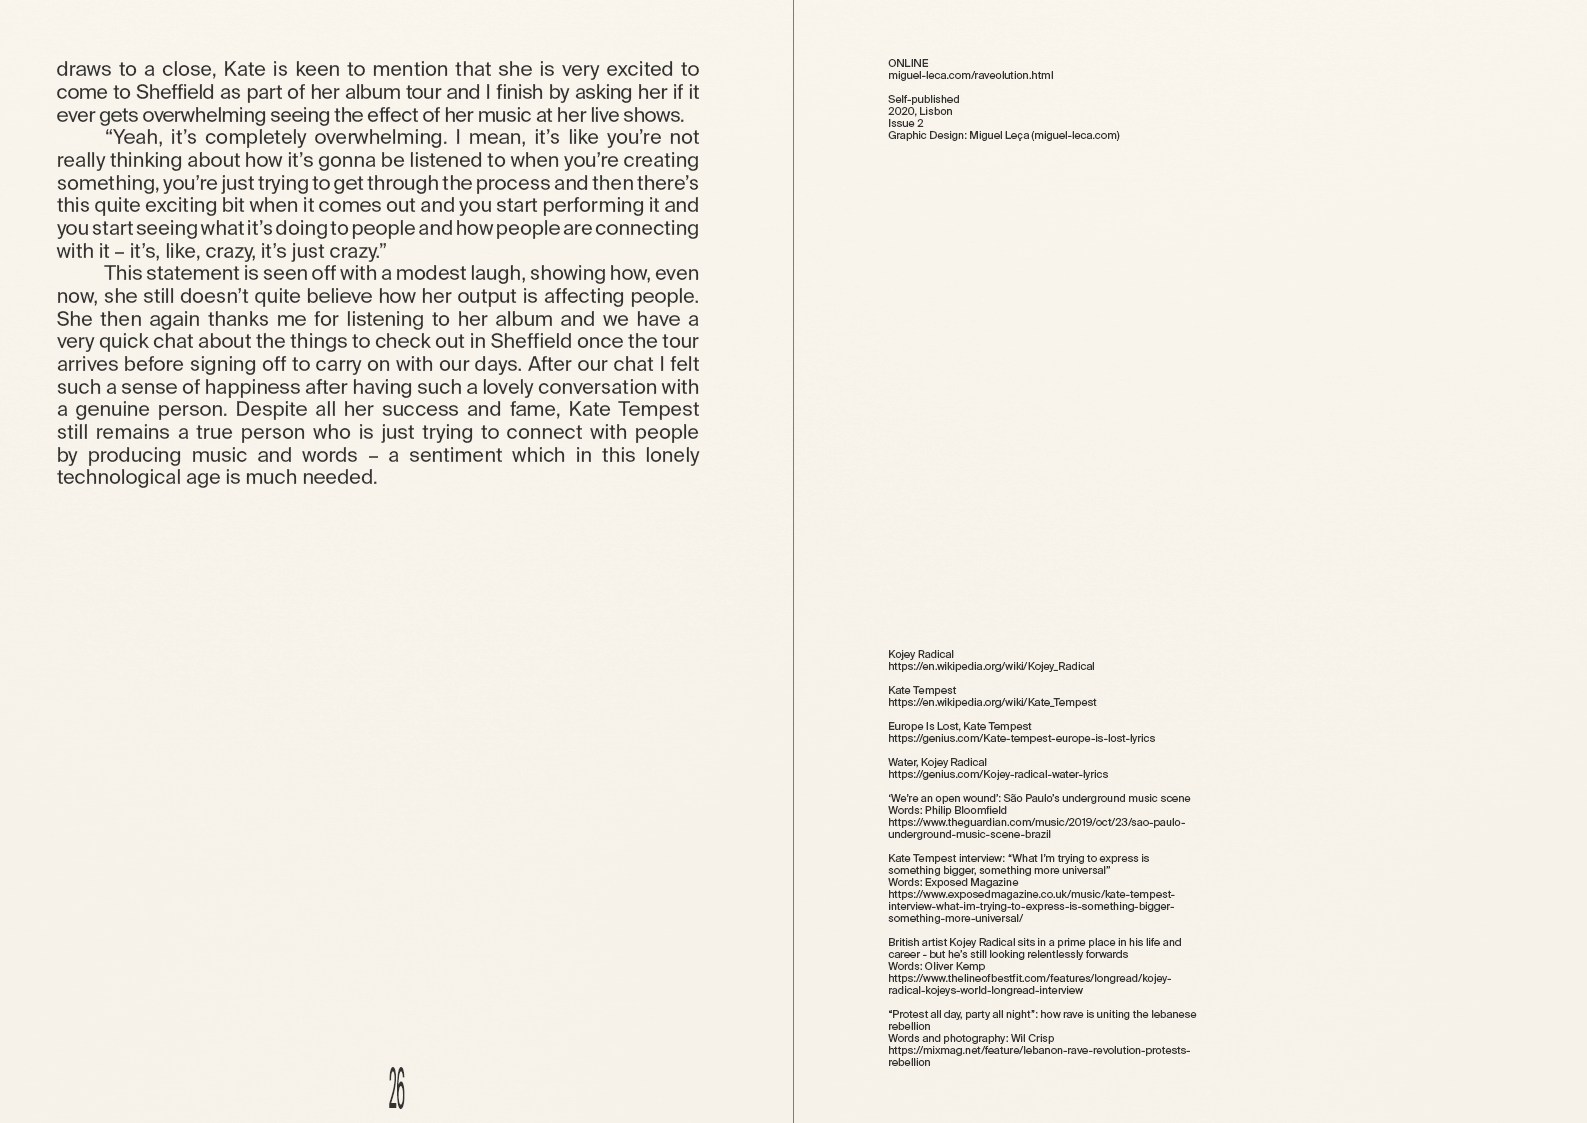 draws to a close, Kate is keen to mention that she is very excited to
come to Sheffield as part of her album tour and I finish by asking her if it
ever gets overwhelming seeing the effect of her music at her live shows.
“Yeah, it’s completely overwhelming. I mean, it’s like you’re not
really thinking about how it’s gonna be listened to when you’re creating
something, you’re just trying to get through the process and then there’s
this quite exciting bit when it comes out and you start performing it and
you start seeing what it’s doing to people and how people are connecting
with it – it’s, like, crazy, it’s just crazy.”
This statement is seen off with a modest laugh, showing how, even
now, she still doesn’t quite believe how her output is affecting people.
She then again thanks me for listening to her album and we have a
very quick chat about the things to check out in Sheffield once the tour
arrives before signing off to carry on with our days. After our chat I felt
such a sense of happiness after having such a lovely conversation with
a genuine person. Despite all her success and fame, Kate Tempest
still remains a true person who is just trying to connect with people
by producing music and words – a sentiment which in this lonely
technological age is much needed.
26
ONLINE
miguel-leca.com/raveolution.html
Self-published
2020, Lisbon
Issue 2
Graphic Design: Miguel Leça (miguel-leca.com)
Kojey Radical
https://en.wikipedia.org/wiki/Kojey_Radical
Kate Tempest
https://en.wikipedia.org/wiki/Kate_Tempest
Europe Is Lost, Kate Tempest
https://genius.com/Kate-tempest-europe-is-lost-lyrics
Water, Kojey Radical
https://genius.com/Kojey-radical-water-lyrics
‘We’re an open wound’: São Paulo’s underground music scene
Words: Philip Bloomfield
https://www.theguardian.com/music/2019/oct/23/sao-paulo-
underground-music-scene-brazil
Kate Tempest interview: “What I’m trying to express is
something bigger, something more universal”
Words: Exposed Magazine
https://www.exposedmagazine.co.uk/music/kate-tempest-
interview-what-im-trying-to-express-is-something-bigger-
something-more-universal/
British artist Kojey Radical sits in a prime place in his life and
career - but he’s still looking relentlessly forwards
Words: Oliver Kemp
https://www.thelineofbestfit.com/features/longread/kojey-
radical-kojeys-world-longread-interview
“Protest all day, party all night”: how rave is uniting the lebanese
rebellion
Words and photography: Wil Crisp
https://mixmag.net/feature/lebanon-rave-revolution-protests-
rebellion